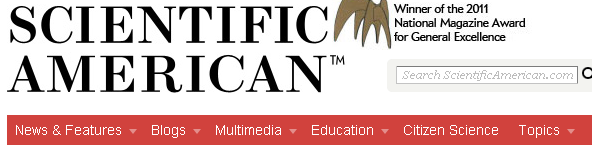 SCIENTIFIC
AMERICAN™
Winner of the 2011
National Magazine Award
for General Excellence
Search ScientificAmerican.com
News & Features Blogs Multimedia Education Citizen Science Topics